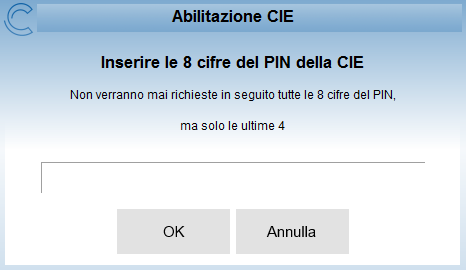 Abilitazione CIE
Inserire le 8 cifre del PIN della CIE
Non verranno mai richieste in seguito tutte le 8 cifre del PIN,
ma solo le ultime 4
OK
Annulla